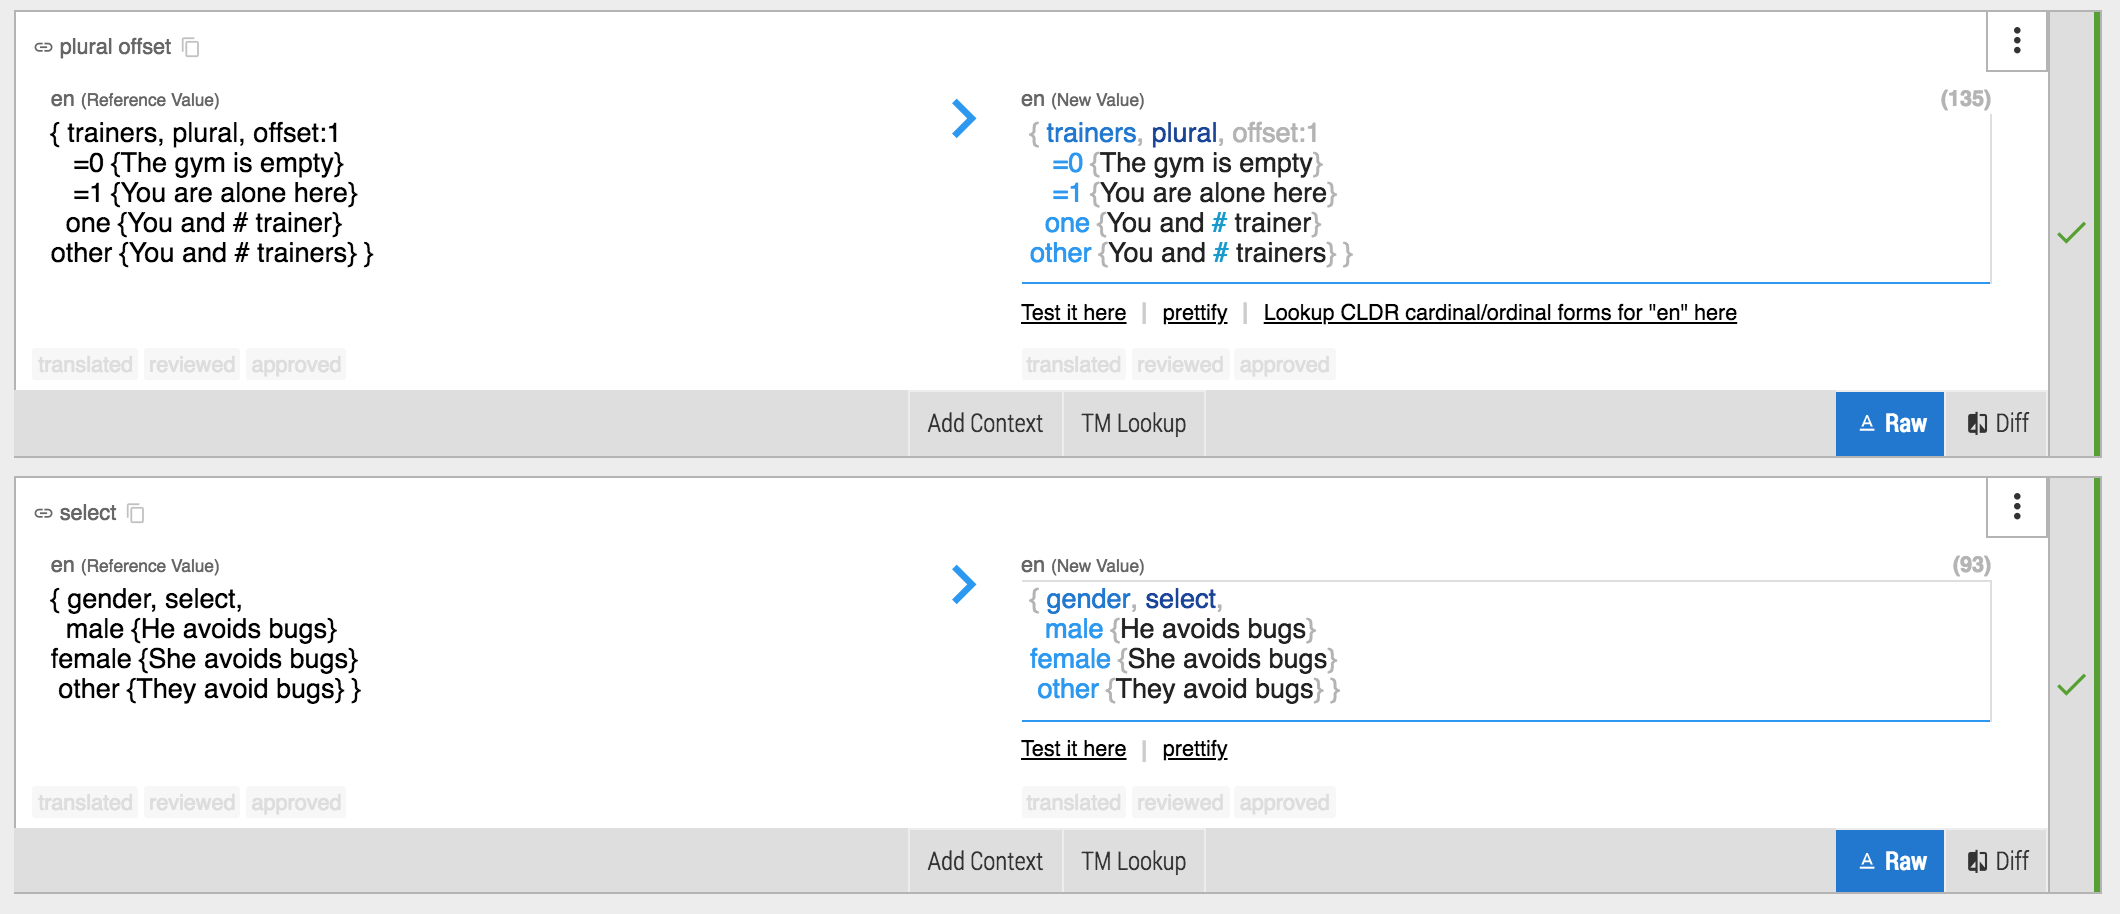 plural offset
en (Reference Value)
{ trainers, plural, offset:1
=0 {The gym is empty}
=1 {You are alone here}
one {You and # trainer}
other {You and # trainers} }
translated reviewed approved
en (New Value) (135)
{ trainers, plural, offset:1
=0 {The gym is empty}
=1 {You are alone here}
one {You and # trainer}
other {You and # trainers} }
Test it here | prettify | Lookup CLDR cardinal/ordinal forms for "en" here
translated reviewed approved
Add Context TM Lookup A Raw Diff
select
en (Reference Value)
{ gender, select,
male {He avoids bugs}
female {She avoids bugs}
other {They avoid bugs} }
translated reviewed approved
en (New Value) (93)
{ gender, select,
male {He avoids bugs}
female {She avoids bugs}
other {They avoid bugs} }
Test it here | prettify
translated reviewed approved
Add Context TM Lookup A Raw Diff